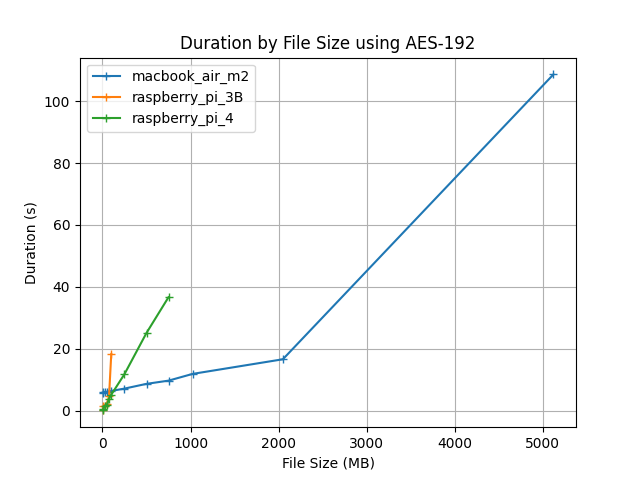 Duration by File Size using AES-192
macbook_air_m2
raspberry_pi_3B
raspberry_pi_4
Duration (s)
100
80
60
40
20
0
0 1000 2000 3000 4000 5000
File Size (MB)